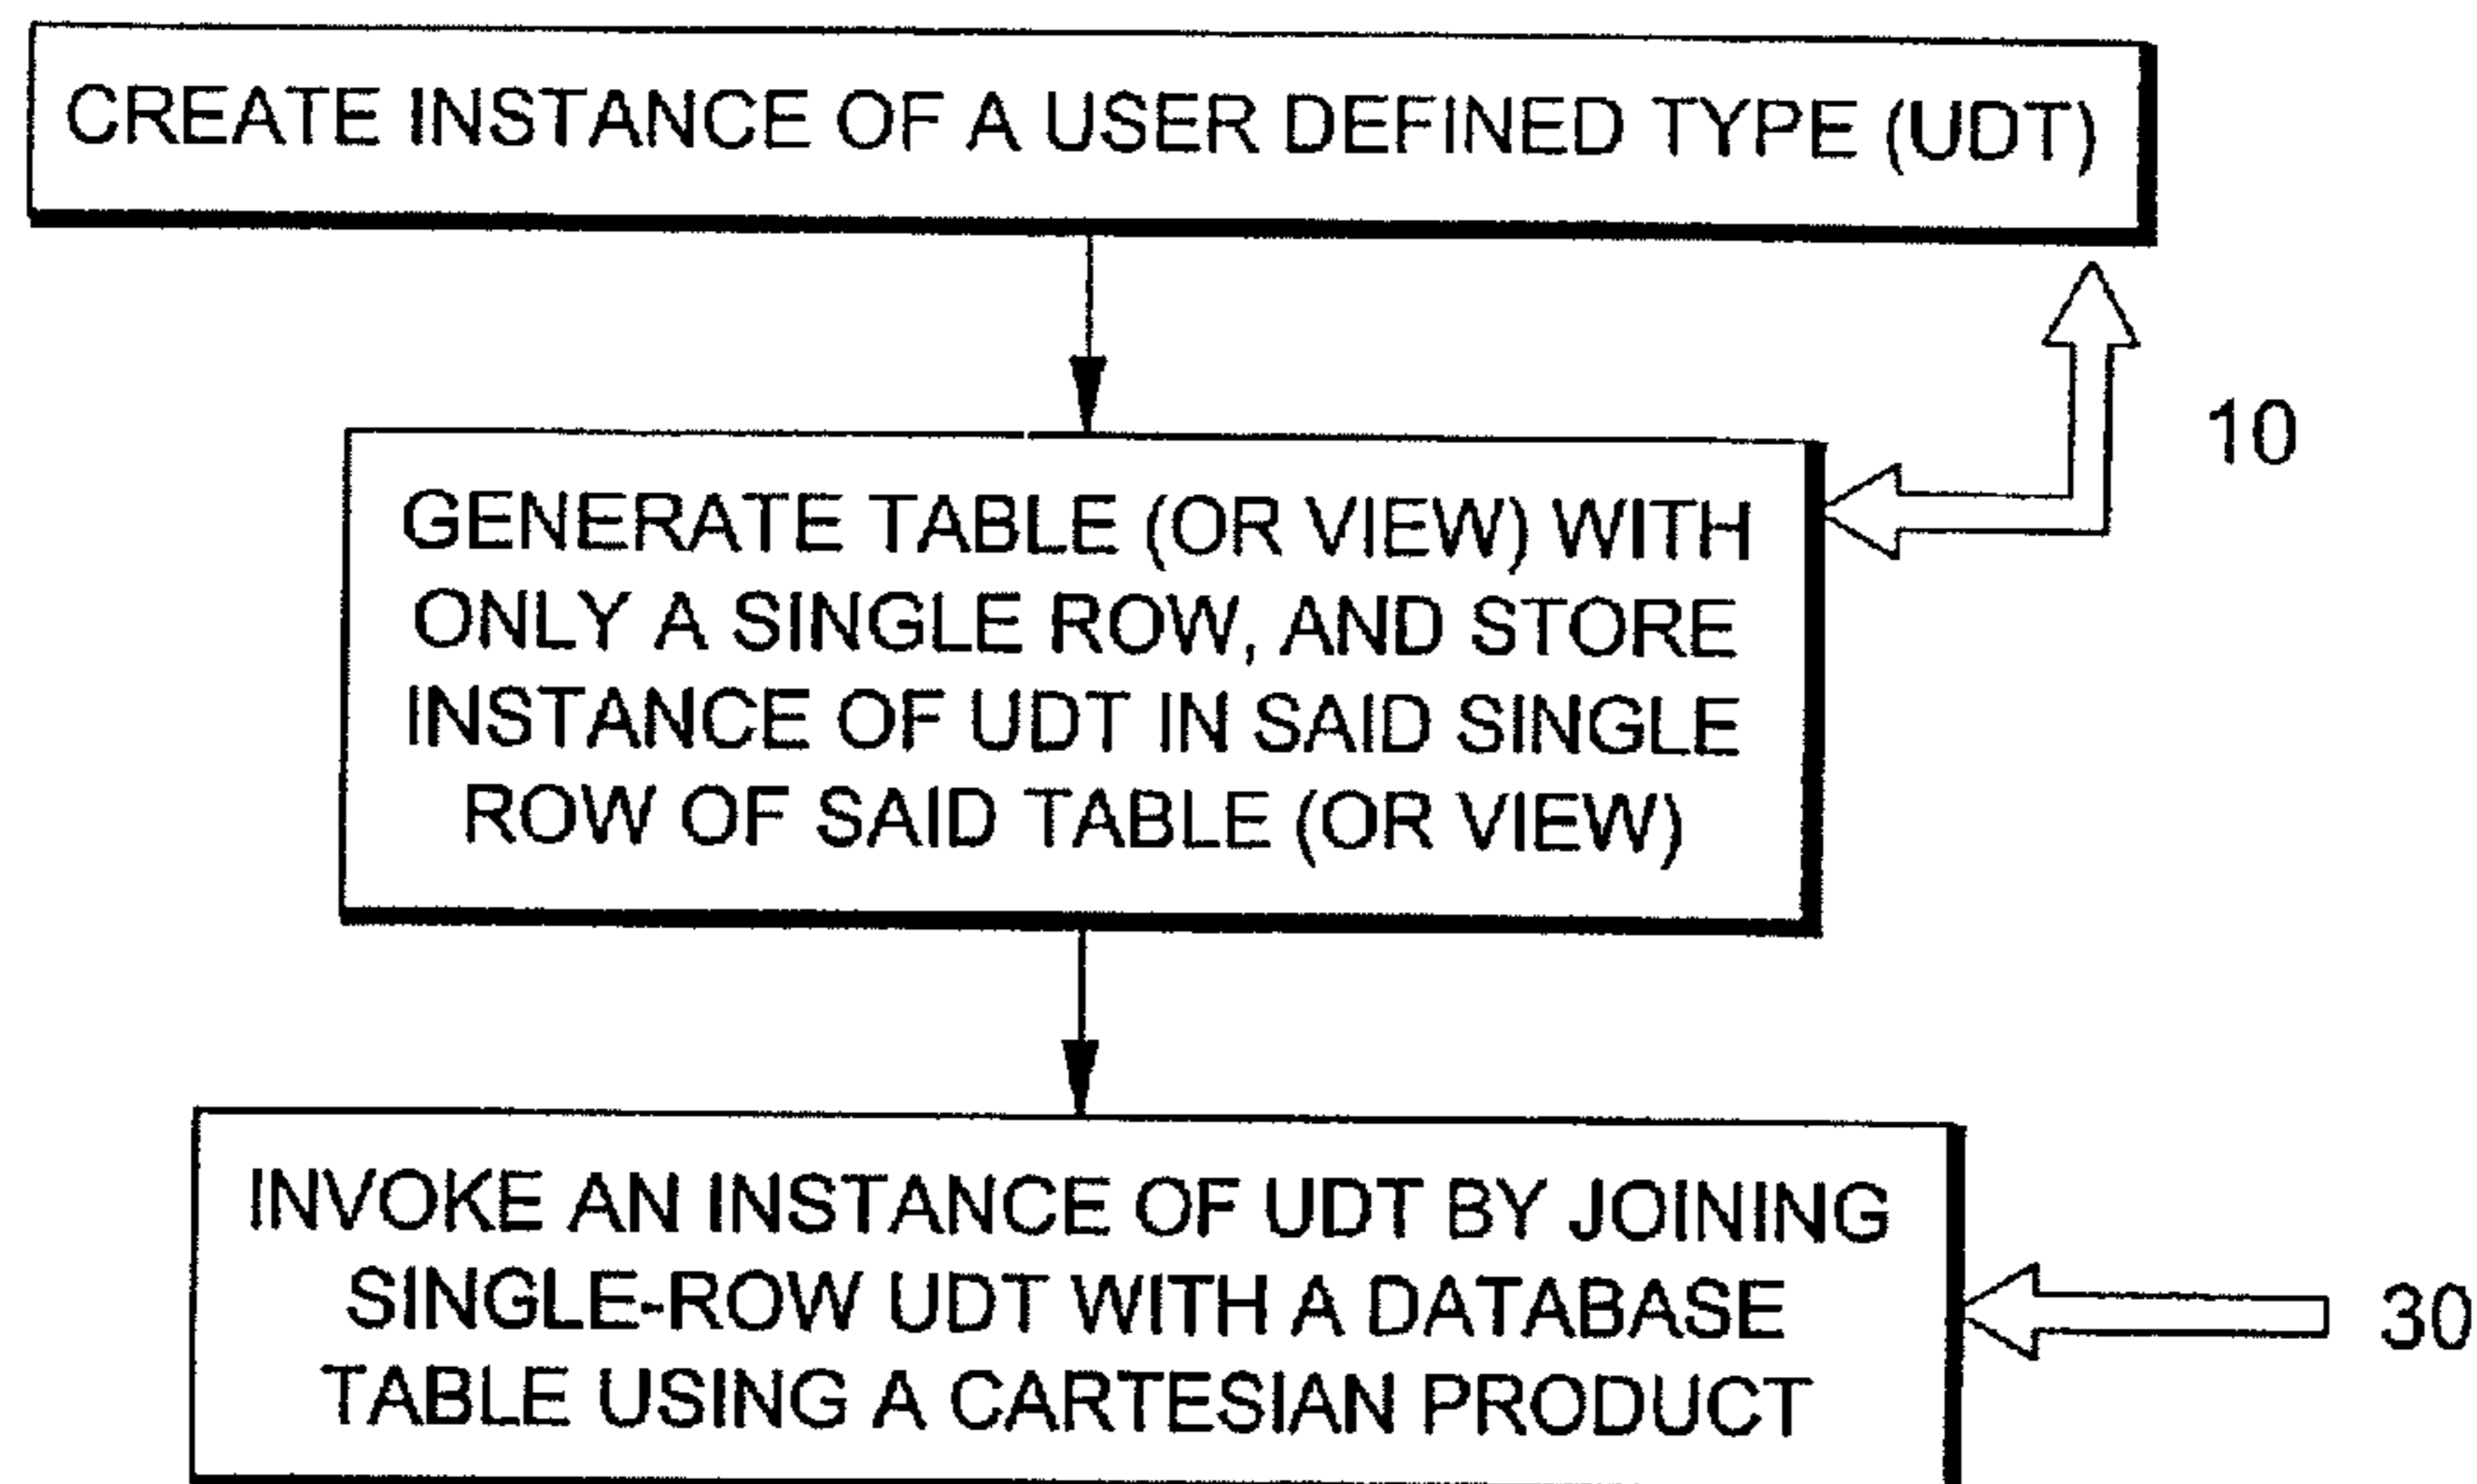 CREATE INSTANCE OF A USER DEFINED TYPE (UDT)
10
GENERATE TABLE (OR VIEW) WITH
ONLY A SINGLE ROW, AND STORE
INSTANCE OF UDT IN SAID SINGLE
ROW OF SAID TABLE (OR VIEW)
INVOKE AN INSTANCE OF UDT BY JOINING
SINGLE-ROW UDT WITH A DATABASE
TABLE USING A CARTESIAN PRODUCT
30